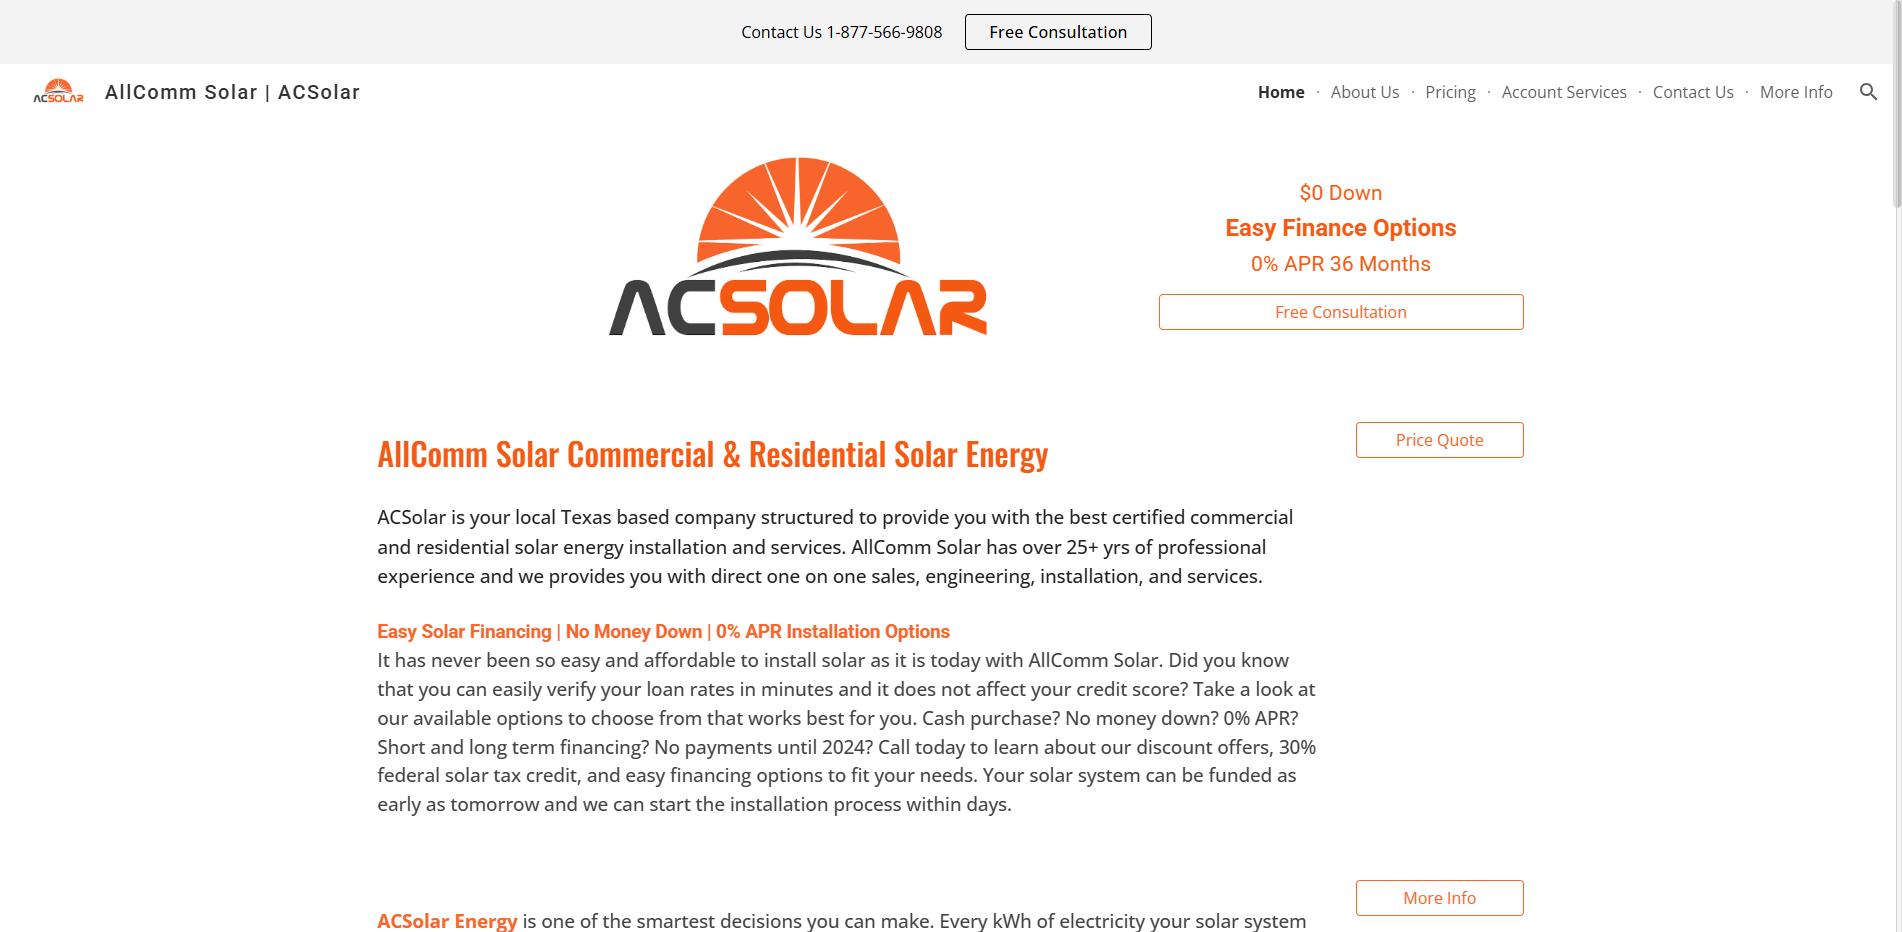 Contact Us 1-877-566-9808
Free Consultation
ACSOLAR
AllComm Solar | ACSolar
Home · About Us · Pricing · Account Services · Contact Us · More Info
ACSOLAR
$0 Down
Easy Finance Options
0% APR 36 Months
Free Consultation
AllComm Solar Commercial & Residential Solar Energy
Price Quote
ACSolar is your local Texas based company structured to provide you with the best certified commercial
and residential solar energy installation and services. AllComm Solar has over 25+ yrs of professional
experience and we provides you with direct one on one sales, engineering, installation, and services.
Easy Solar Financing | No Money Down | 0% APR Installation Options
It has never been so easy and affordable to install solar as it is today with AllComm Solar. Did you know
that you can easily verify your loan rates in minutes and it does not affect your credit score? Take a look at
our available options to choose from that works best for you. Cash purchase? No money down? 0% APR?
Short and long term financing? No payments until 2024? Call today to learn about our discount offers, 30%
federal solar tax credit, and easy financing options to fit your needs. Your solar system can be funded as
early as tomorrow and we can start the installation process within days.
More Info
ACSolar Energy is one of the smartest decisions you can make. Every kWh of electricity your solar system